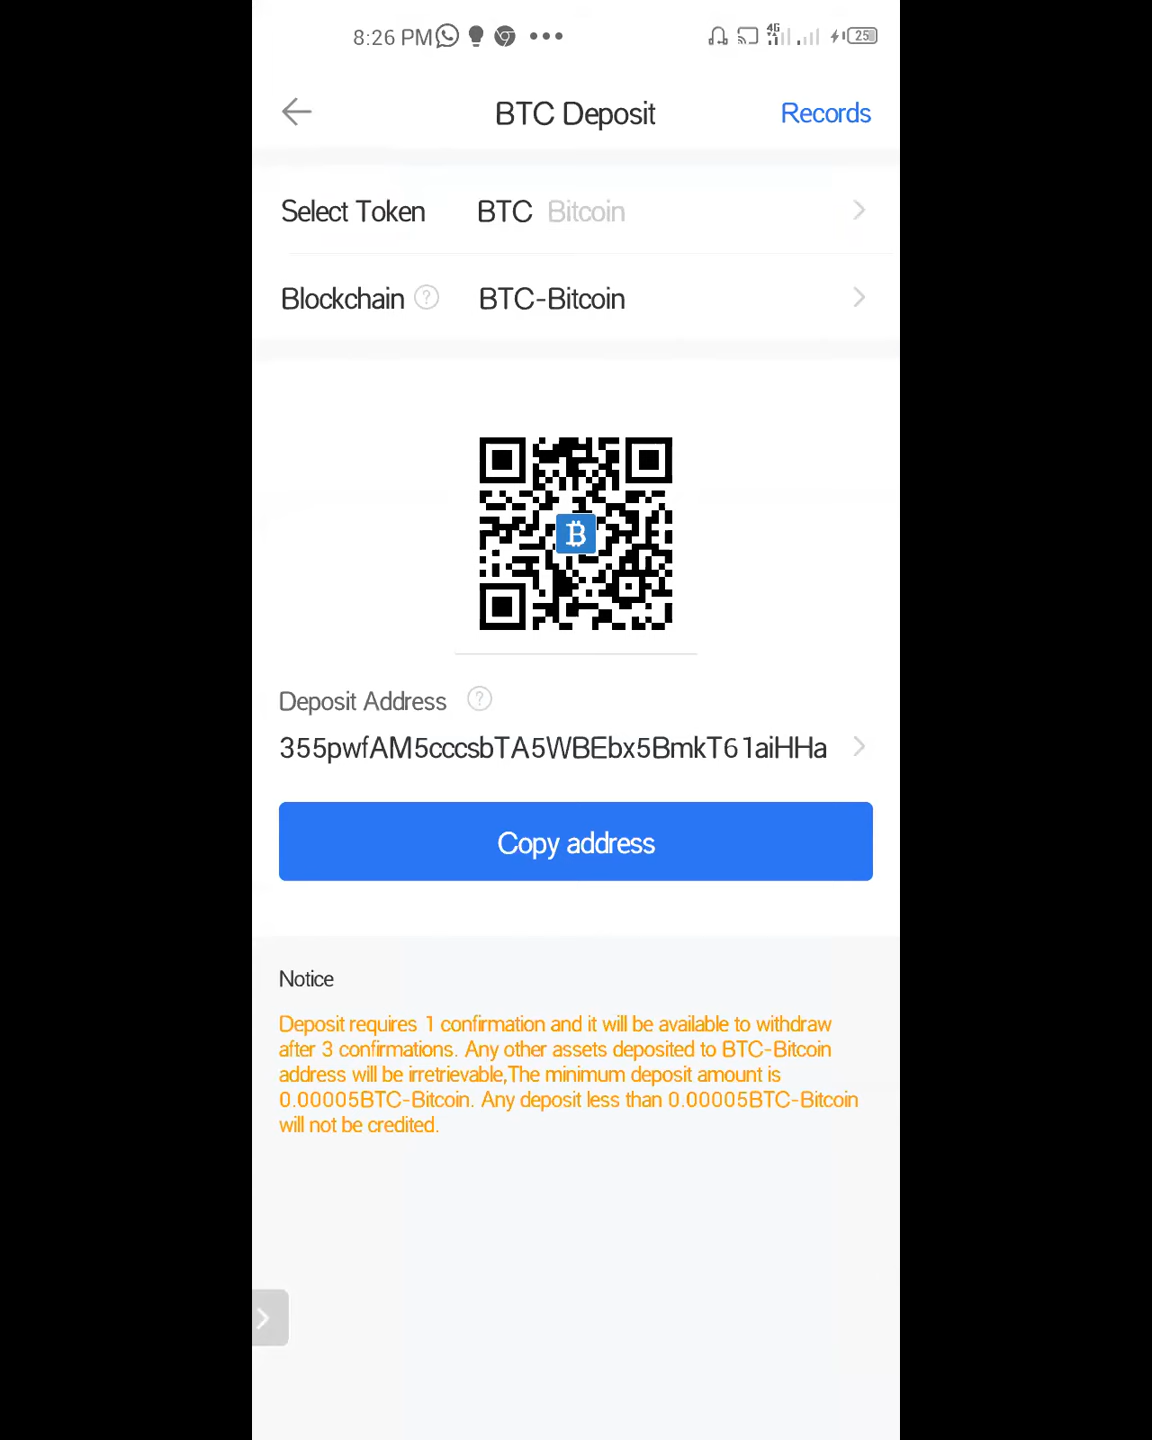 8:26 PM 4G 25
BTC Deposit Records
Select Token BTC Bitcoin
Blockchain ? BTC-Bitcoin
Deposit Address ?
355pwfAM5cccsbTA5WBEbx5BmkT61aiHHa
Copy address
Notice
Deposit requires 1 confirmation and it will be available to withdraw
after 3 confirmations. Any other assets deposited to BTC-Bitcoin
address will be irretrievable,The minimum deposit amount is
0.00005BTC-Bitcoin. Any deposit less than 0.00005BTC-Bitcoin
will not be credited.